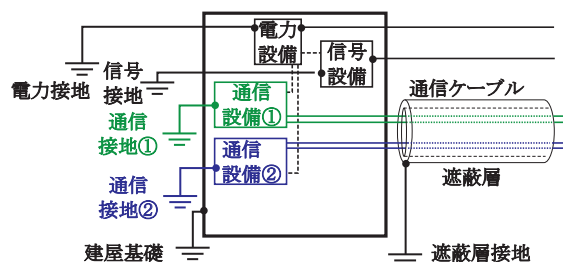 電力
設備
信号
設備
電力接地
信号
接地
通信
設備①
通信
接地①
通信ケーブル
通信
設備②
通信
接地②
遮蔽層
建屋基礎
遮蔽層接地